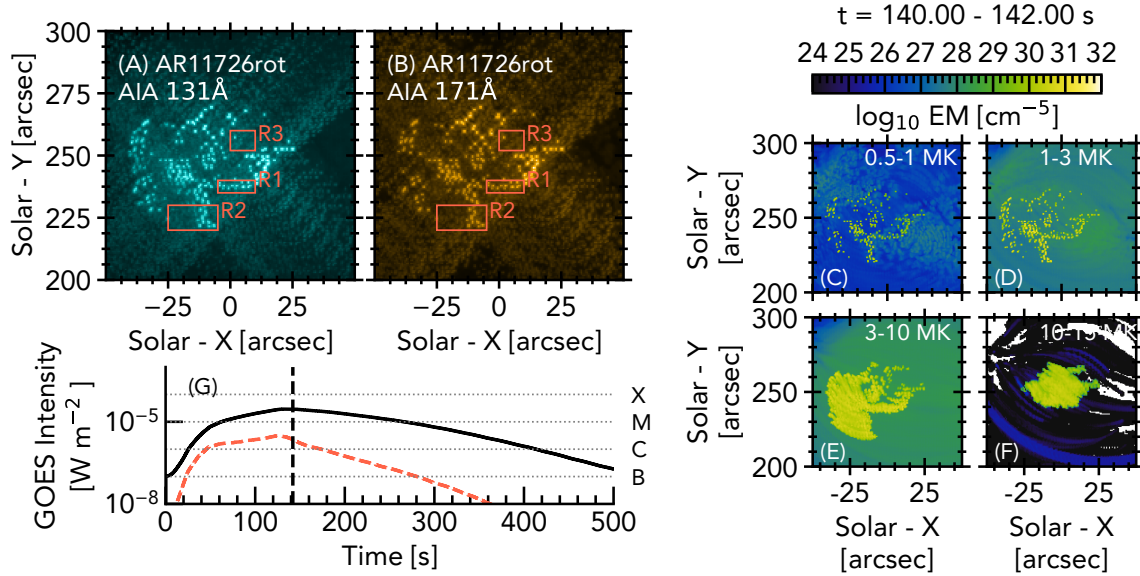 (A) AR11726rot
AIA 131Å
R3
R1
R2
300
275
250
225
200
Solar - Y [arcsec]
−25 0 25
Solar - X [arcsec]
(B) AR11726rot
AIA 171Å
R3
R1
R2
−25 0 25
Solar - X [arcsec]
t = 140.00 - 142.00 s
24 25 26 27 28 29 30 31 32
log₁₀ EM [cm⁻⁵]
0.5-1 MK
(C)
1-3 MK
(D)
300
250
200
Solar - Y
[arcsec]
3-10 MK
(E)
10-15 MK
(F)
300
250
200
Solar - Y
[arcsec]
-25 25
Solar - X
[arcsec]
-25 25
Solar - X
[arcsec]
(G)
GOES Intensity
[W m⁻²]
10⁻⁵
10⁻⁸
X
M
C
B
0 100 200 300 400 500
Time [s]